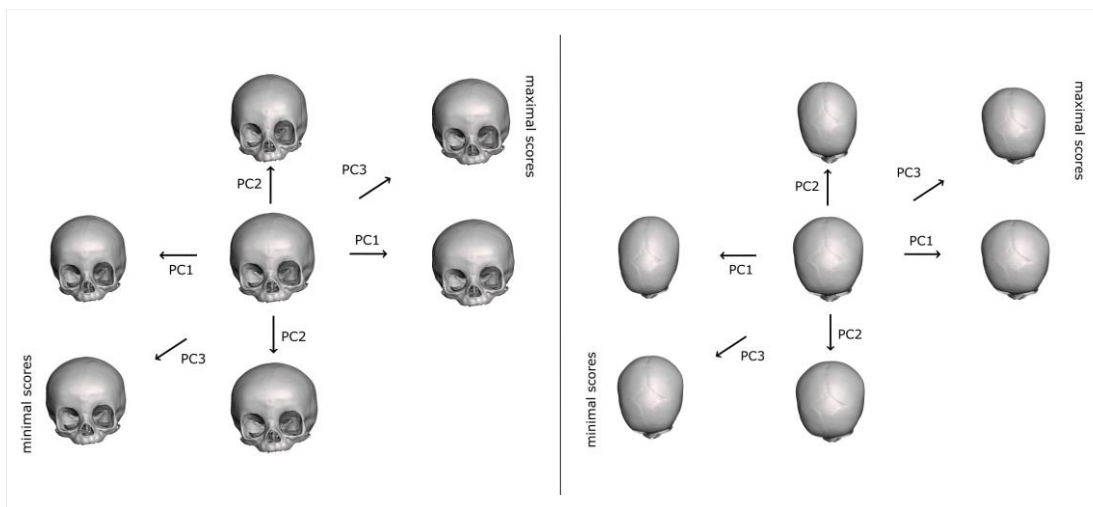 maximal scores
PC3
PC2
PC1
PC1
PC2
PC3
minimal scores
maximal scores
PC3
PC2
PC1
PC1
PC2
PC3
minimal scores